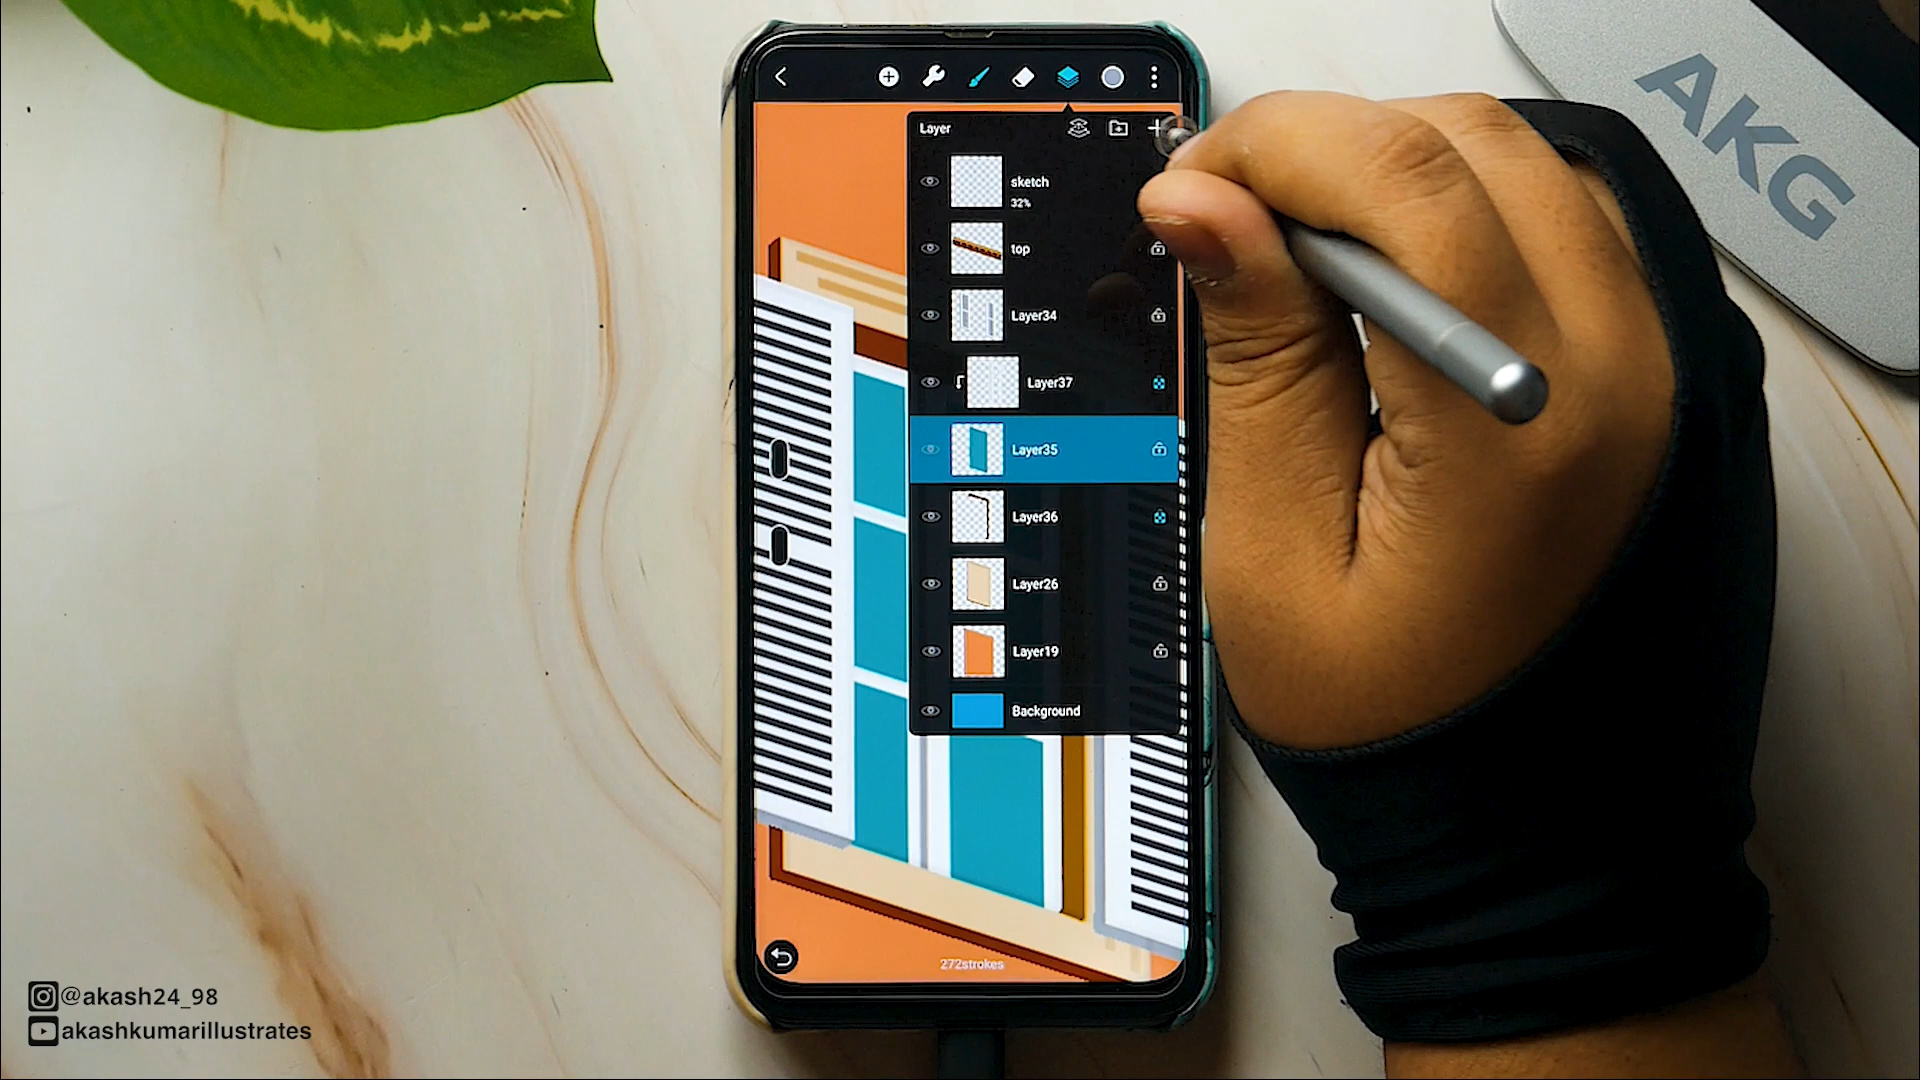 AKG
Layer
sketch
32%
top
Layer34
Layer37
Layer35
Layer36
Layer26
Layer19
Background
272strokes
@akash24_98
akashkumarillustrates